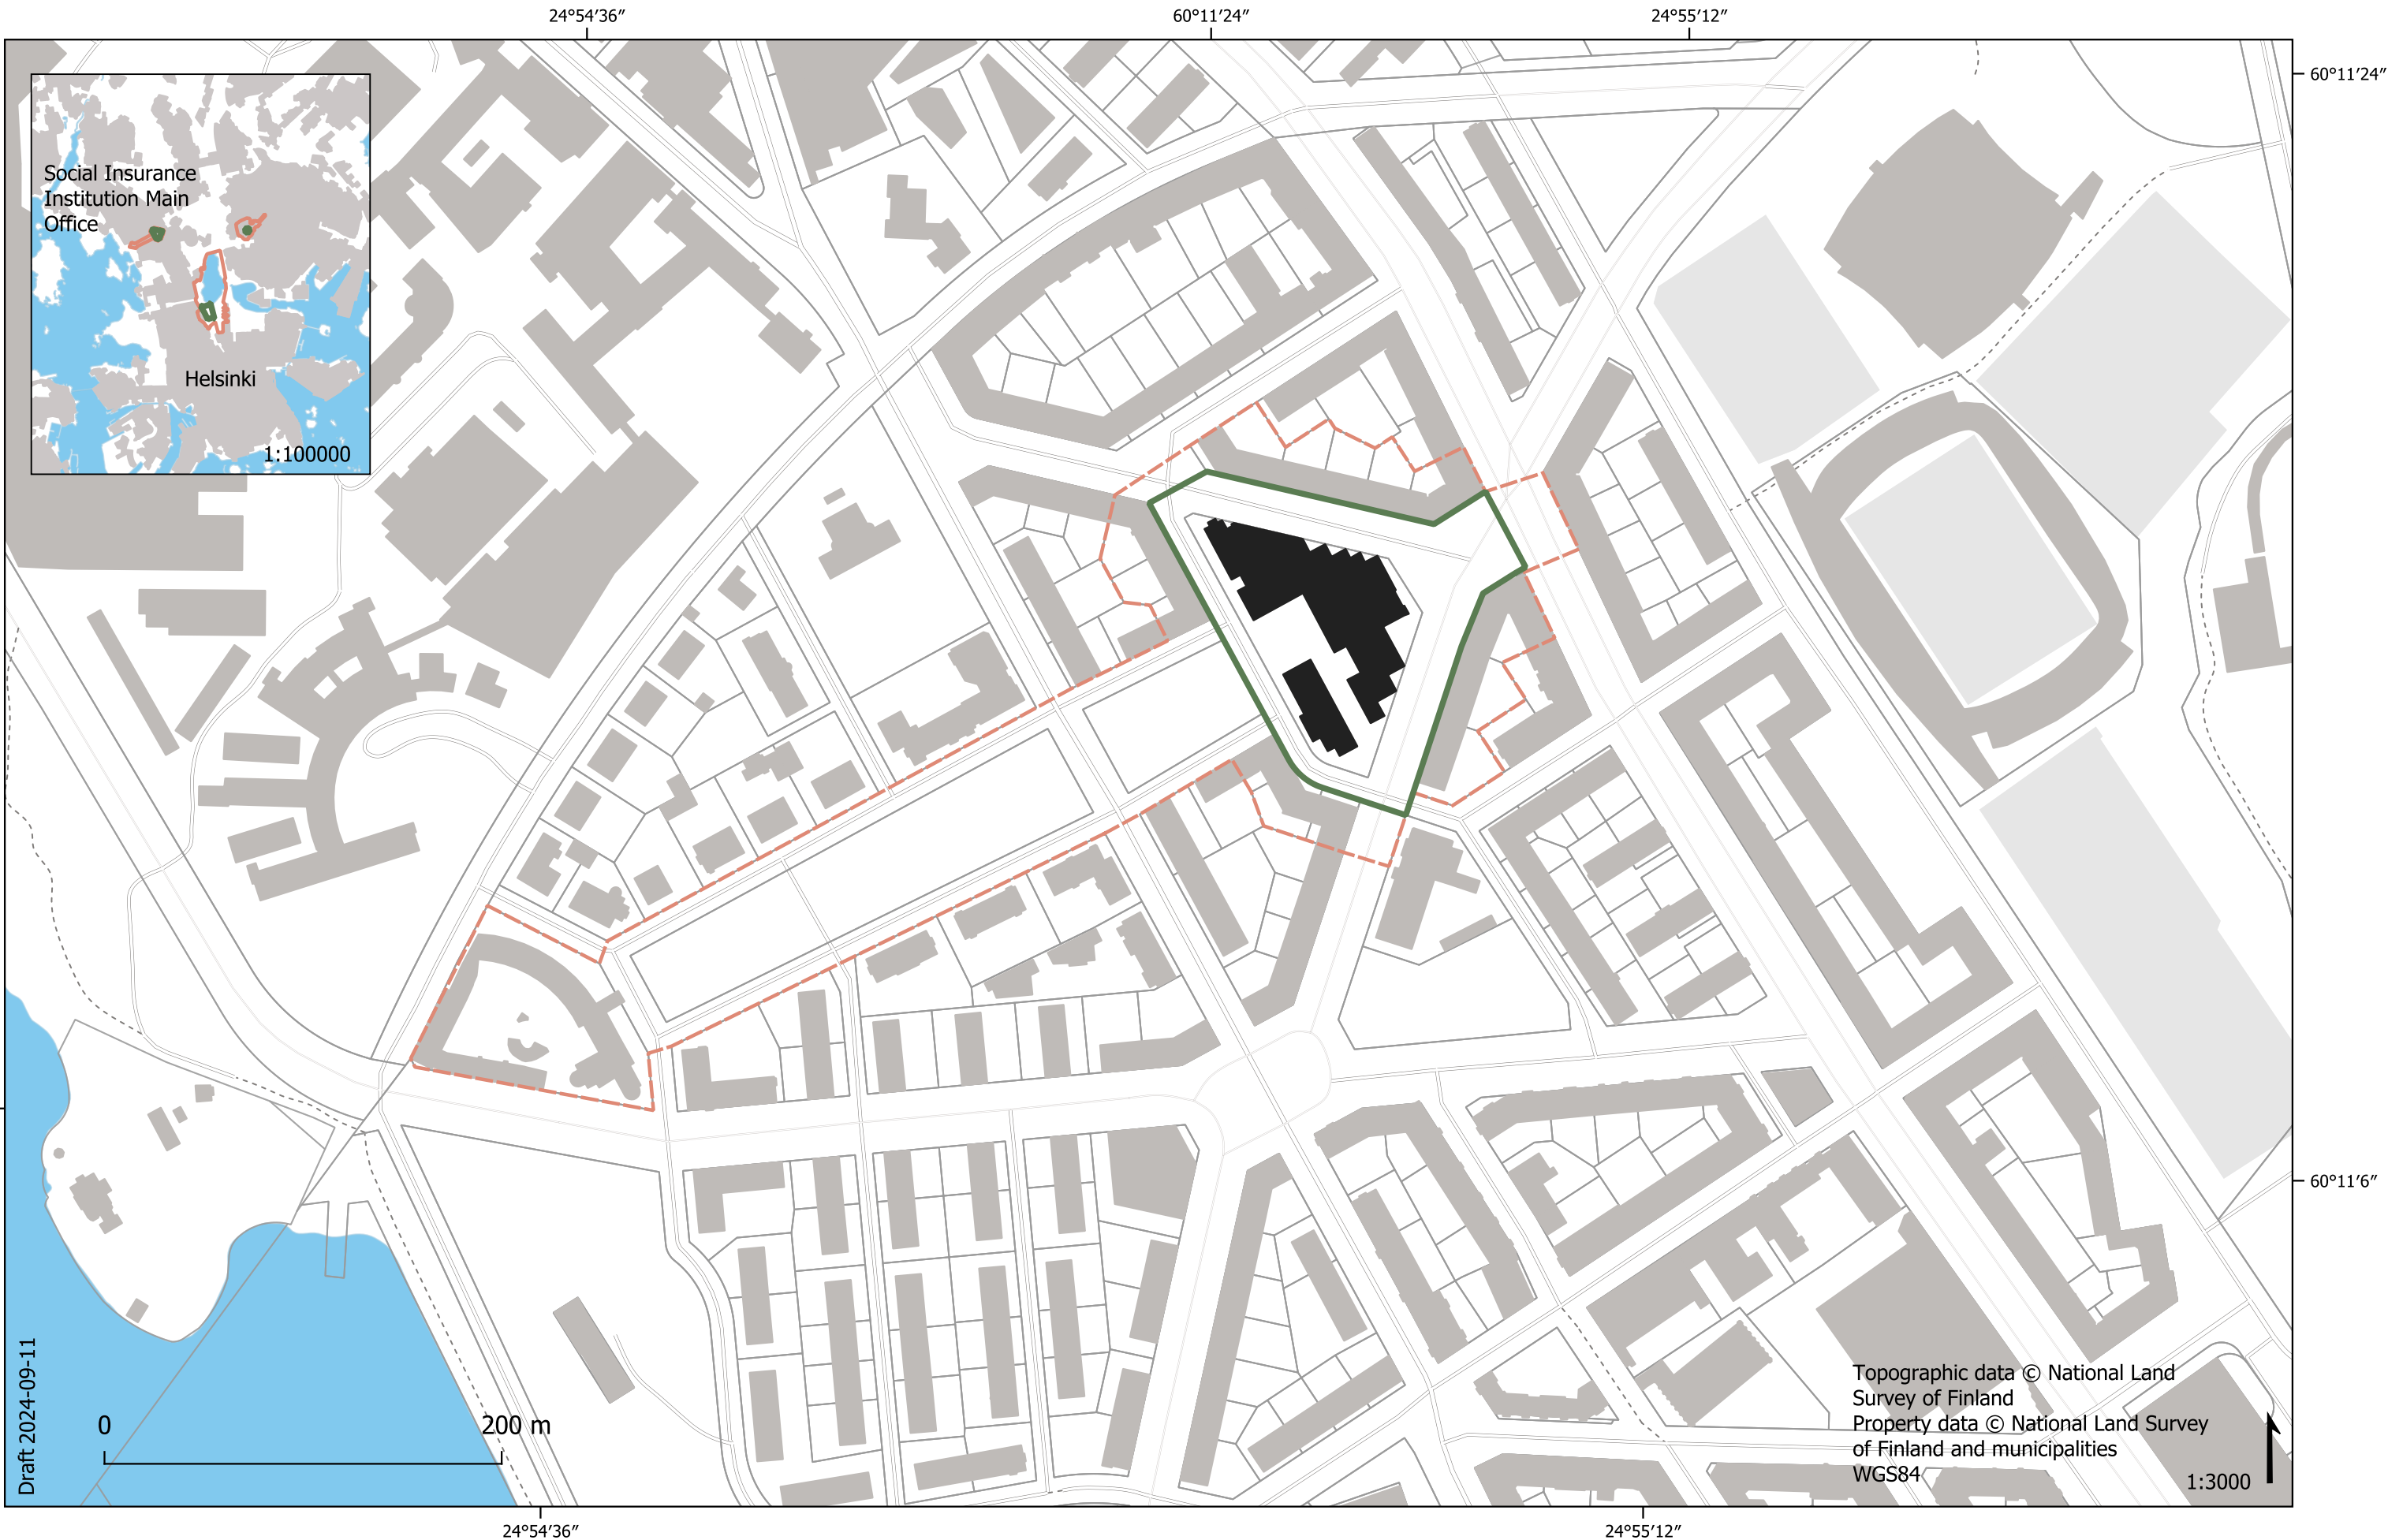 24°54′36″
60°11′24″
24°55′12″
60°11′24″
Social Insurance
Institution Main
Office
Helsinki
1:100000
60°11′6″
Draft 2024-09-11
0
200 m
Topographic data © National Land
Survey of Finland
Property data © National Land Survey
of Finland and municipalities
WGS84
1:3000
24°54′36″
24°55′12″